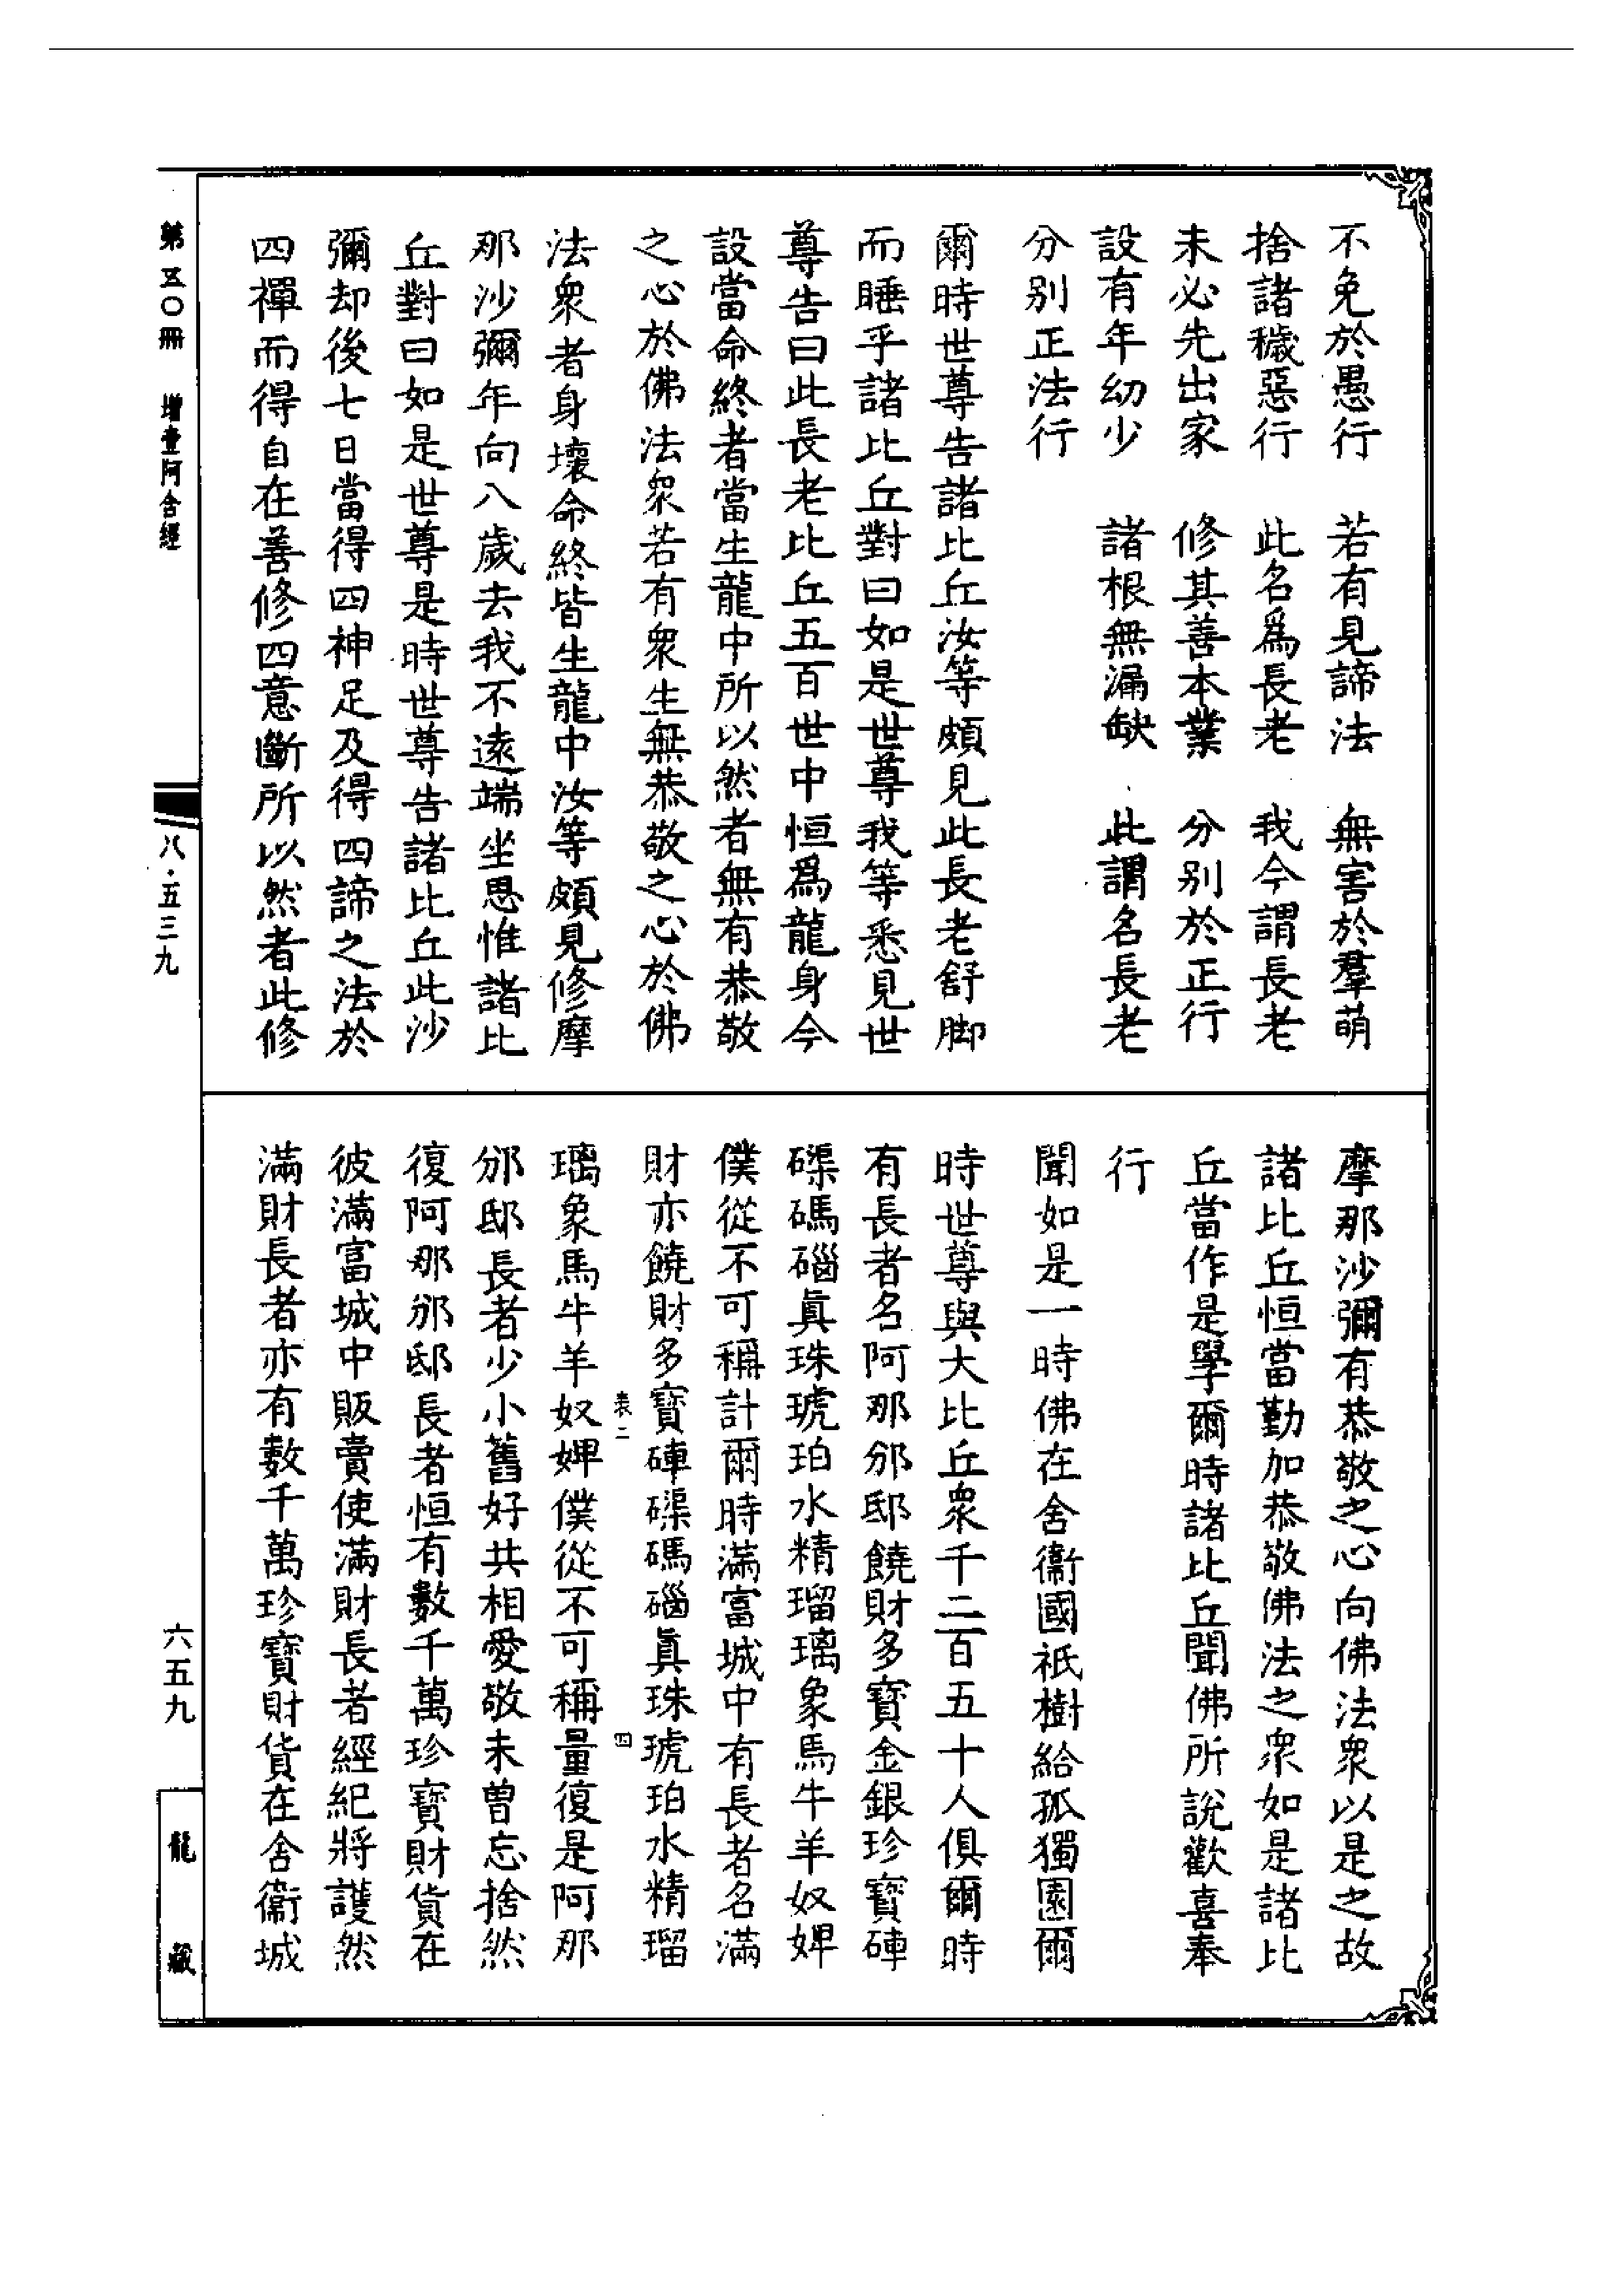 不免於愚行　若有見諦法　無害於羣萌
捨諸穢惡行　此名爲長老　我今謂長老
未必先出家　修其善本業　分别於正行
設有年幼少　諸根無漏缺　此謂名長老
分别正法行
爾時世尊告諸比丘汝等頗見此長老舒脚
而睡乎諸比丘對曰如是世尊我等悉見世
尊告曰此長老比丘五百世中恒爲龍身今
設當命終者當生龍中所以然者無有恭敬
之心於佛法衆若有衆生無恭敬之心於佛
法衆者身壞命終皆生龍中汝等頗見修摩
那沙彌年向八歲去我不遠端坐思惟諸比
丘對曰如是世尊是時世尊告諸比丘此沙
彌却後七日當得四神足及得四諦之法於
四禪而得自在善修四意斷所以然者此修
摩那沙彌有恭敬之心向佛法衆以是之故
諸比丘恒當勤加恭敬佛法之衆如是諸比
丘當作是學爾時諸比丘聞佛所說歡喜奉
行
聞如是一時佛在舍衞國祇樹給孤獨園爾
時世尊與大比丘衆千二百五十人俱爾時
有長者名阿那邠邸饒財多寶金銀珍寶硨
磲碼碯眞珠琥珀水精瑠璃象馬牛羊奴婢
僕從不可稱計爾時滿富城中有長者名滿
財亦饒財多寶硨磲碼碯眞珠琥珀水精瑠
表二　四
璃象馬牛羊奴婢僕從不可稱量復是阿那
邠邸長者少小舊好共相愛敬未曾忘捨然
復阿那邠邸長者恒有數千萬珍寶財貨在
彼滿富城中販賣使滿財長者經紀將護然
滿財長者亦有數千萬珍寶財貨在舍衞城
第五〇冊　增壹阿含經
八·五三九
六五九
龍藏